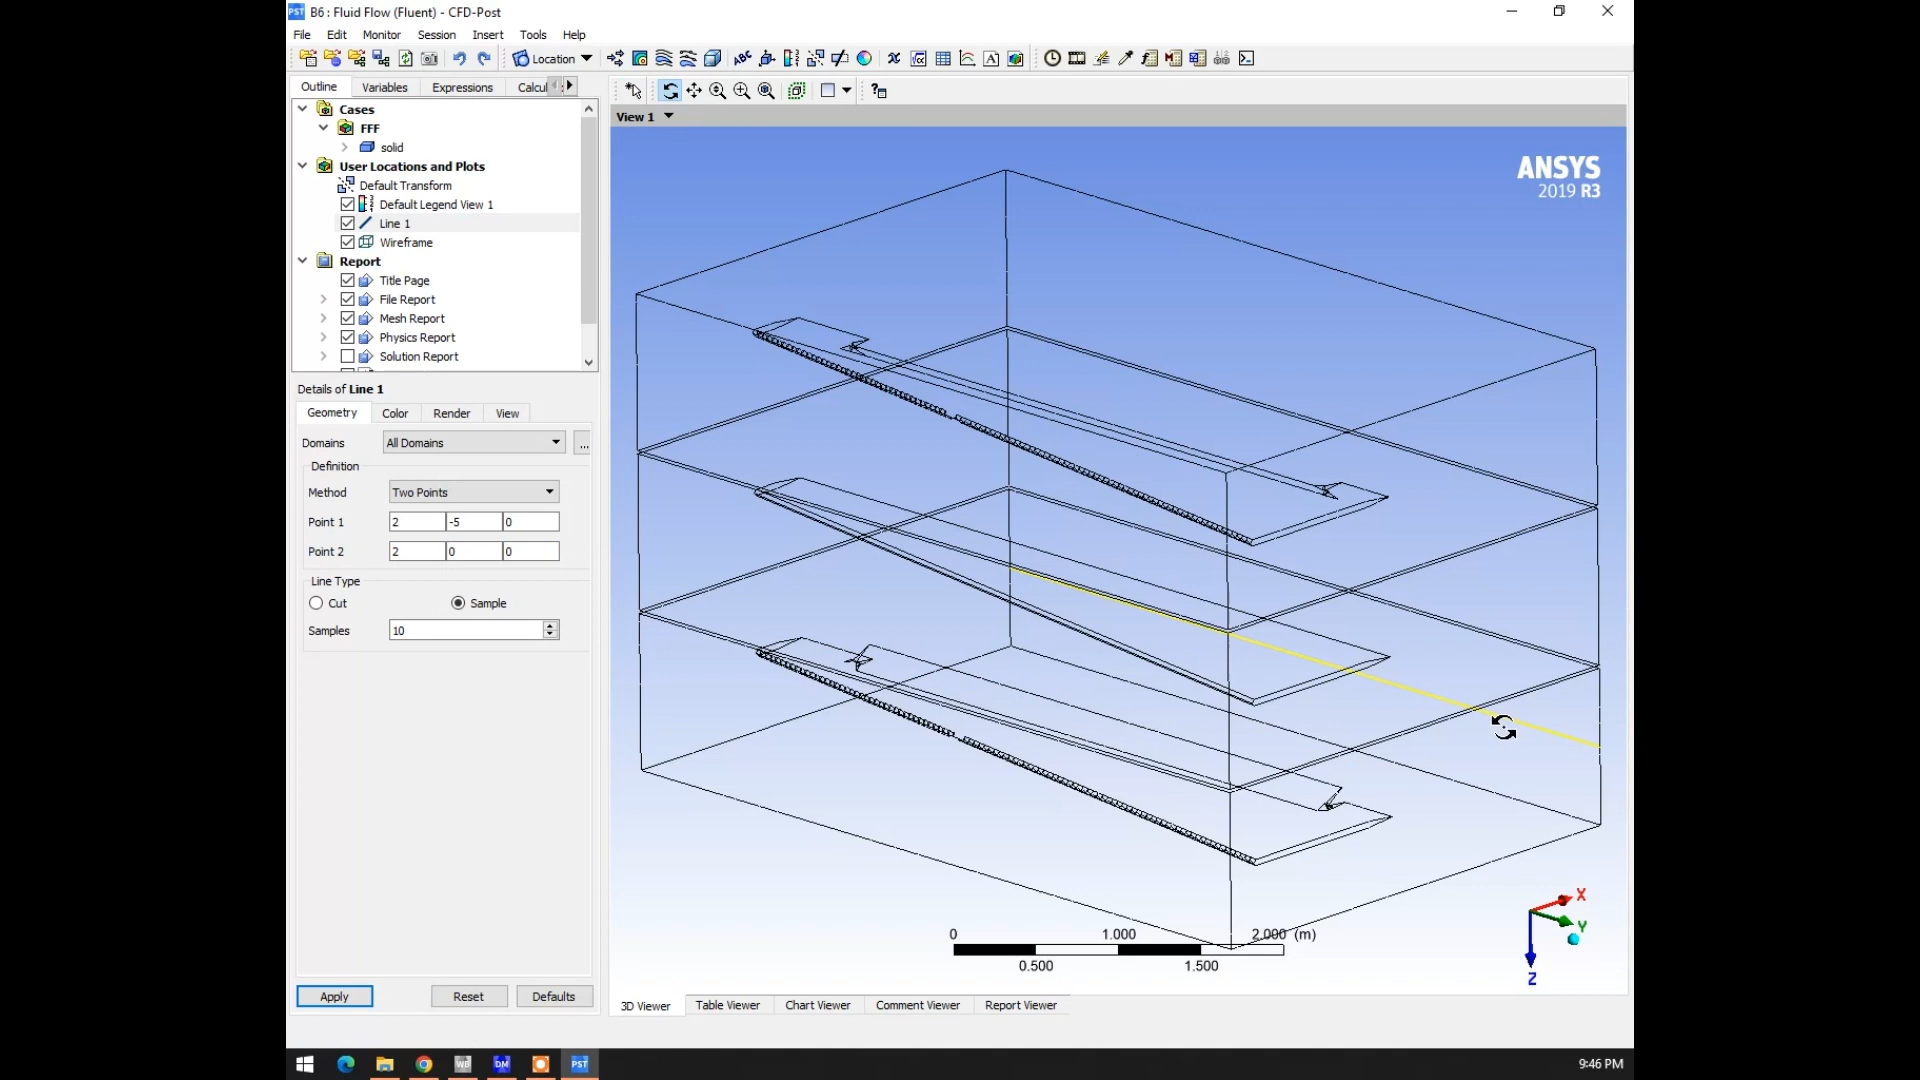 PST B6 : Fluid Flow (Fluent) - CFD-Post
File Edit Monitor Session Insert Tools Help
Location
Outline Variables Expressions Calcul
Cases
FFF
solid
User Locations and Plots
Default Transform
Default Legend View 1
Line 1
Wireframe
Report
Title Page
File Report
Mesh Report
Physics Report
Solution Report
Details of Line 1
Geometry Color Render View
Domains All Domains ...
Definition
Method Two Points
Point 1 2 -5 0
Point 2 2 0 0
Line Type
Cut Sample
Samples 10
Apply Reset Defaults
View 1
ANSYS
2019 R3
0 1.000 2.000 (m)
0.500 1.500
X
Y
Z
3D Viewer Table Viewer Chart Viewer Comment Viewer Report Viewer
WB DM PST
9:46 PM